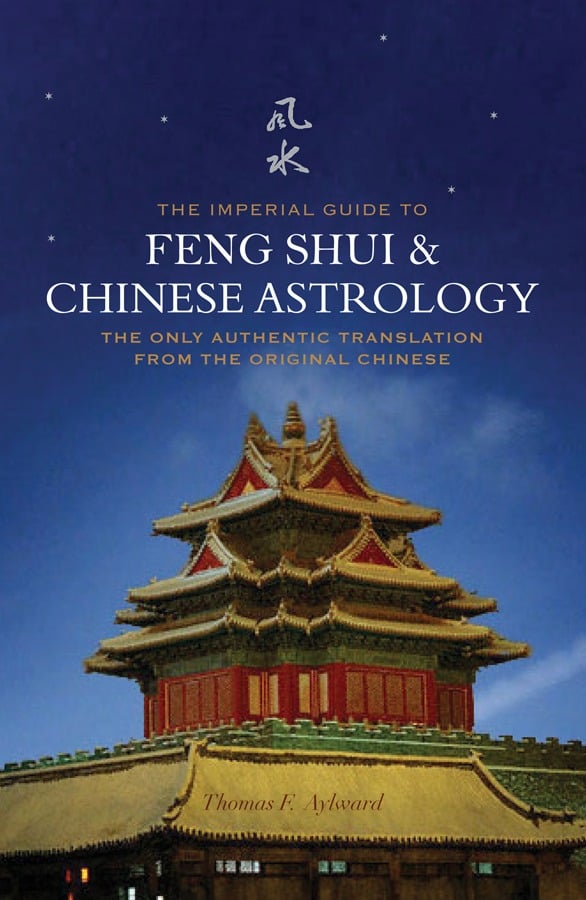 風
水
THE IMPERIAL GUIDE TO
FENG SHUI &
CHINESE ASTROLOGY
THE ONLY AUTHENTIC TRANSLATION
FROM THE ORIGINAL CHINESE
Thomas F. Aylward